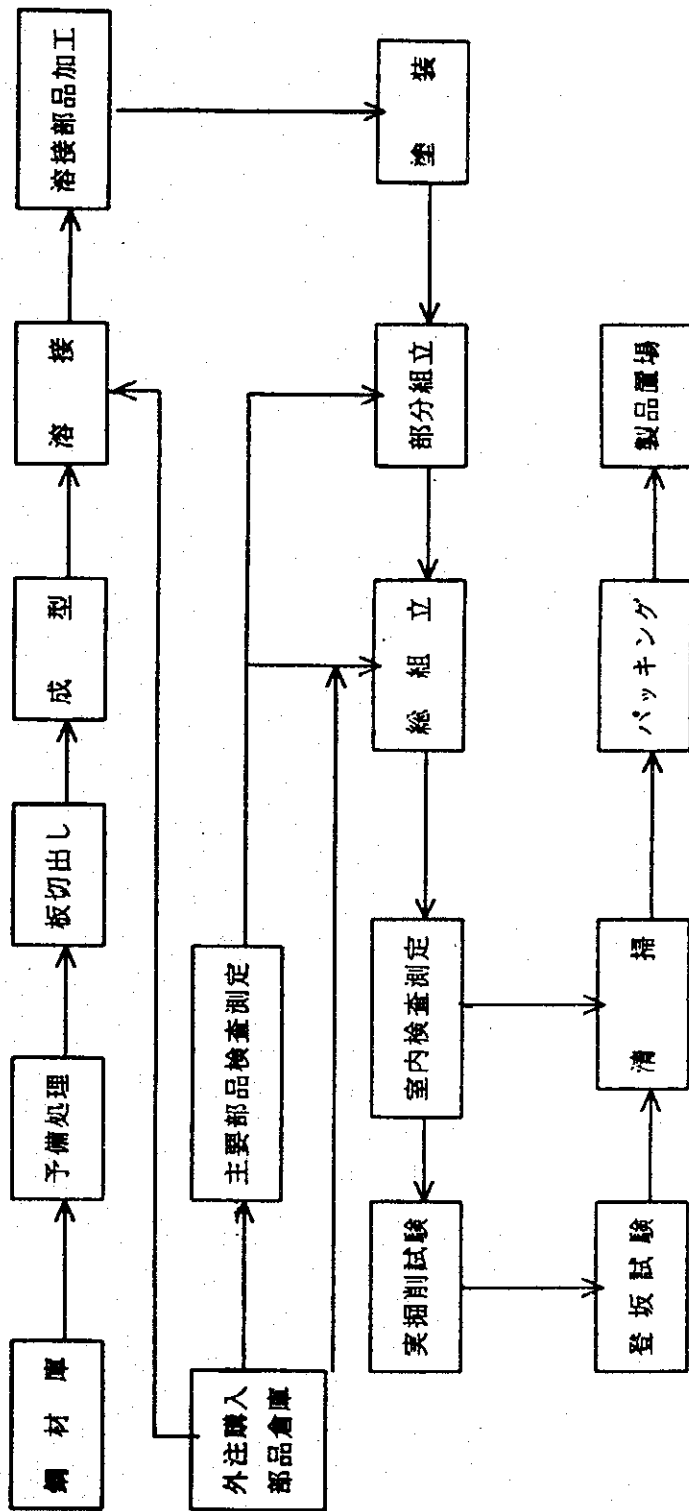 鋼材庫
予備処理
板切出し
成型
溶接
溶接部品加工
外注購入
部品倉庫
主要部品検査測定
実掘削試験
室内検査測定
総組立
部分組立
塗装
登坂試験
清掃
パッキング
製品置場